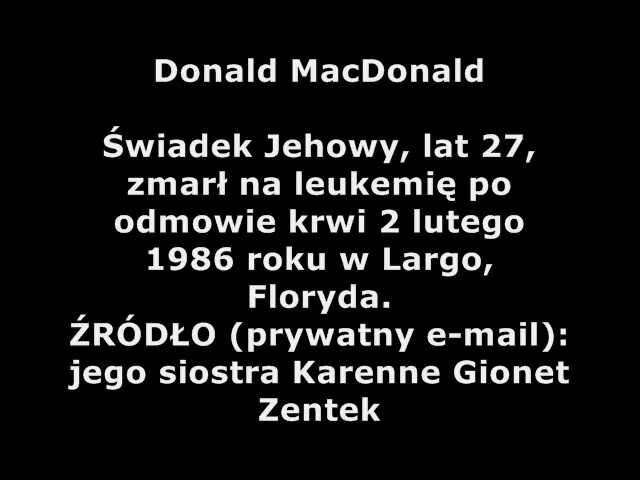 Donald MacDonald
Świadek Jehowy, lat 27,
zmarł na leukemię po
odmowie krwi 2 lutego
1986 roku w Largo,
Floryda.
ŹRÓDŁO (prywatny e-mail):
jego siostra Karenne Gionet
Zentek